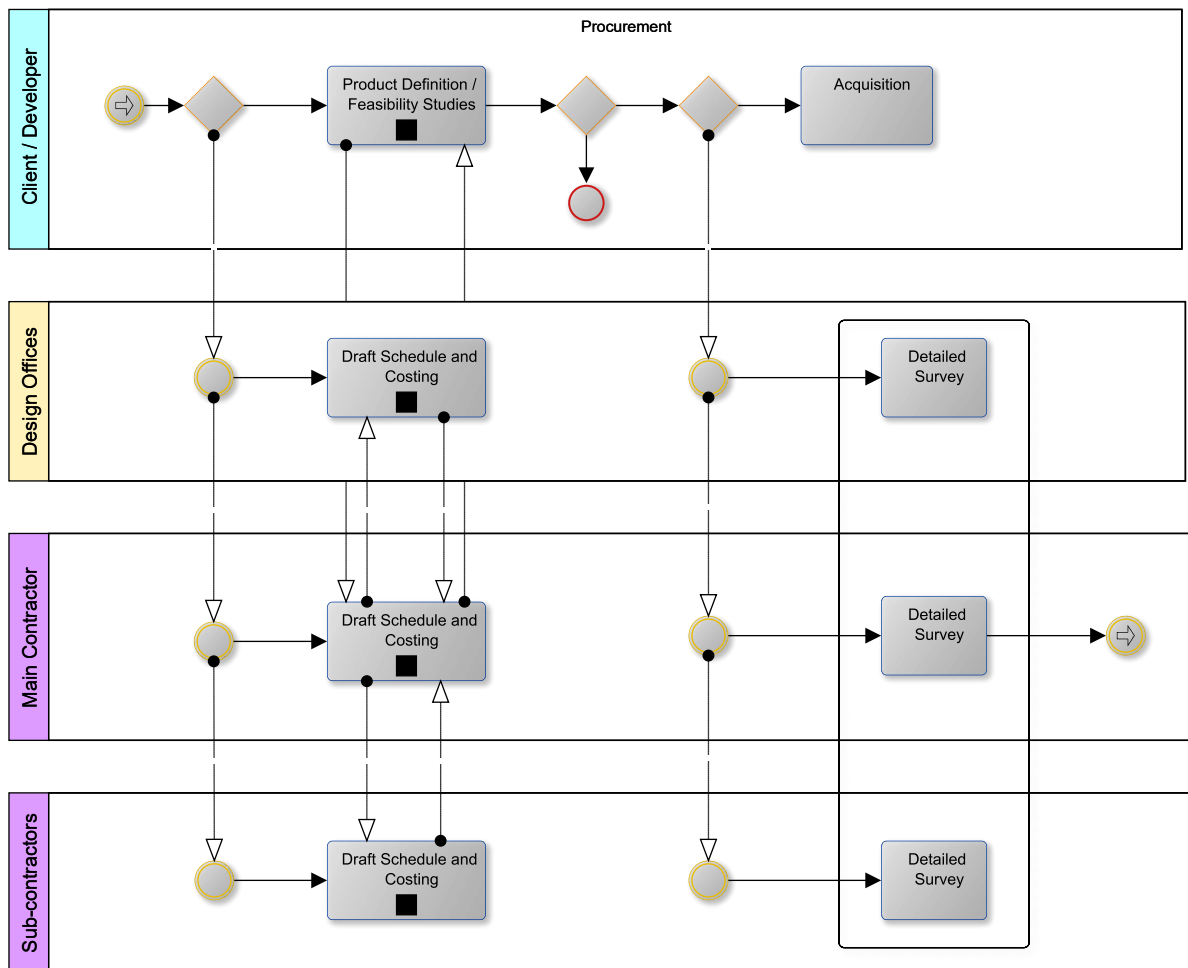 Procurement
Client / Developer
Product Definition /
Feasibility Studies
Acquisition
Design Offices
Draft Schedule and
Costing
Detailed
Survey
Main Contractor
Draft Schedule and
Costing
Detailed
Survey
Sub-contractors
Draft Schedule and
Costing
Detailed
Survey